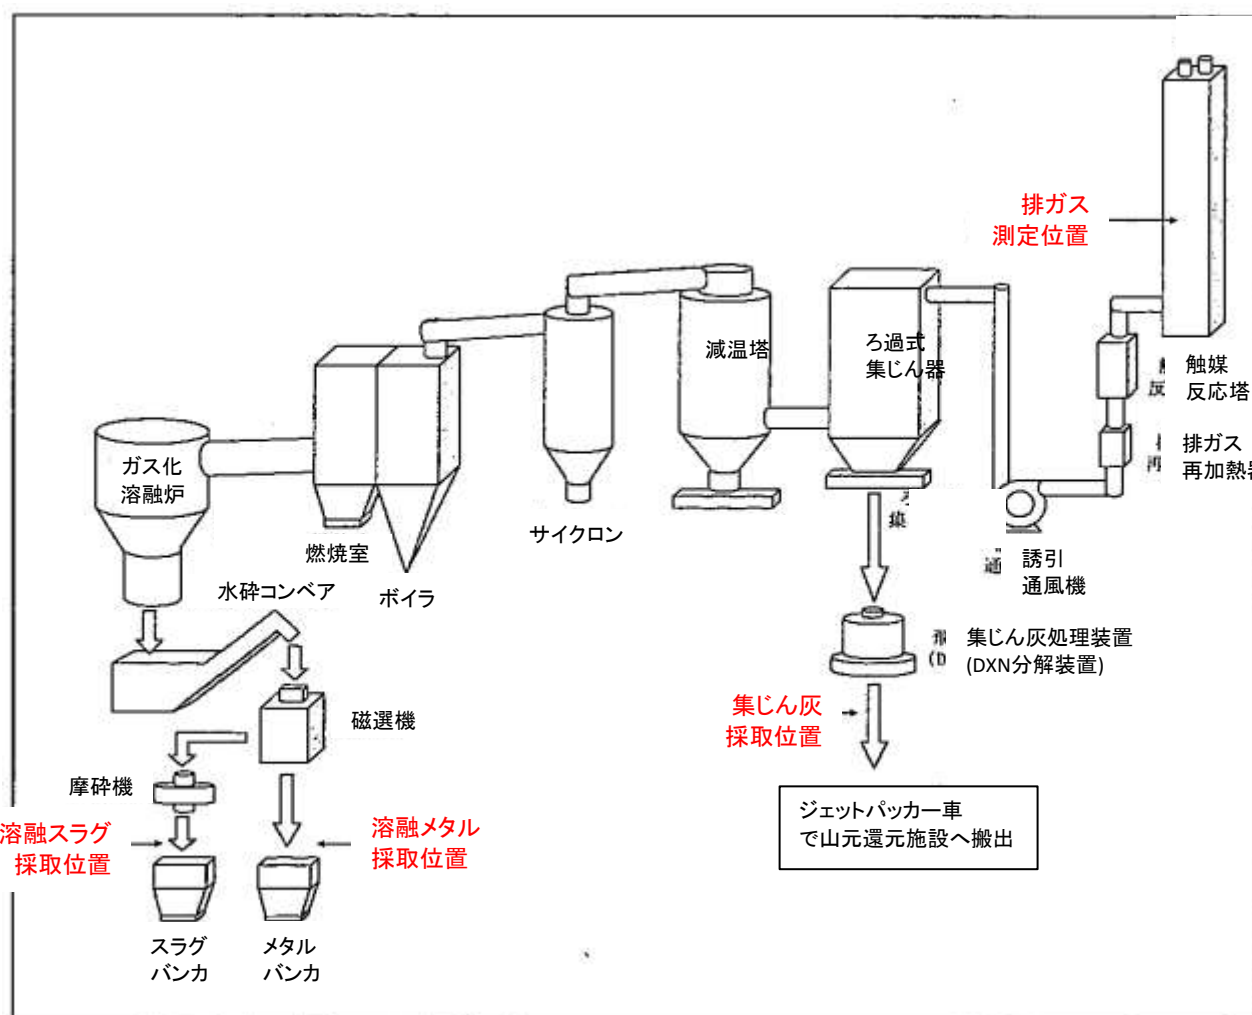 排ガス
測定位置
減温塔
ろ過式
集じん器
触媒
反応塔
排ガス
再加熱器
ガス化
溶融炉
サイクロン
燃焼室
ボイラ
水砕コンベア
誘引
通風機
集じん灰処理装置
(DXN分解装置)
集じん灰
採取位置
磁選機
摩砕機
溶融スラグ
採取位置
溶融メタル
採取位置
ジェットパッカー車
で山元還元施設へ搬出
スラグ
バンカ
メタル
バンカ